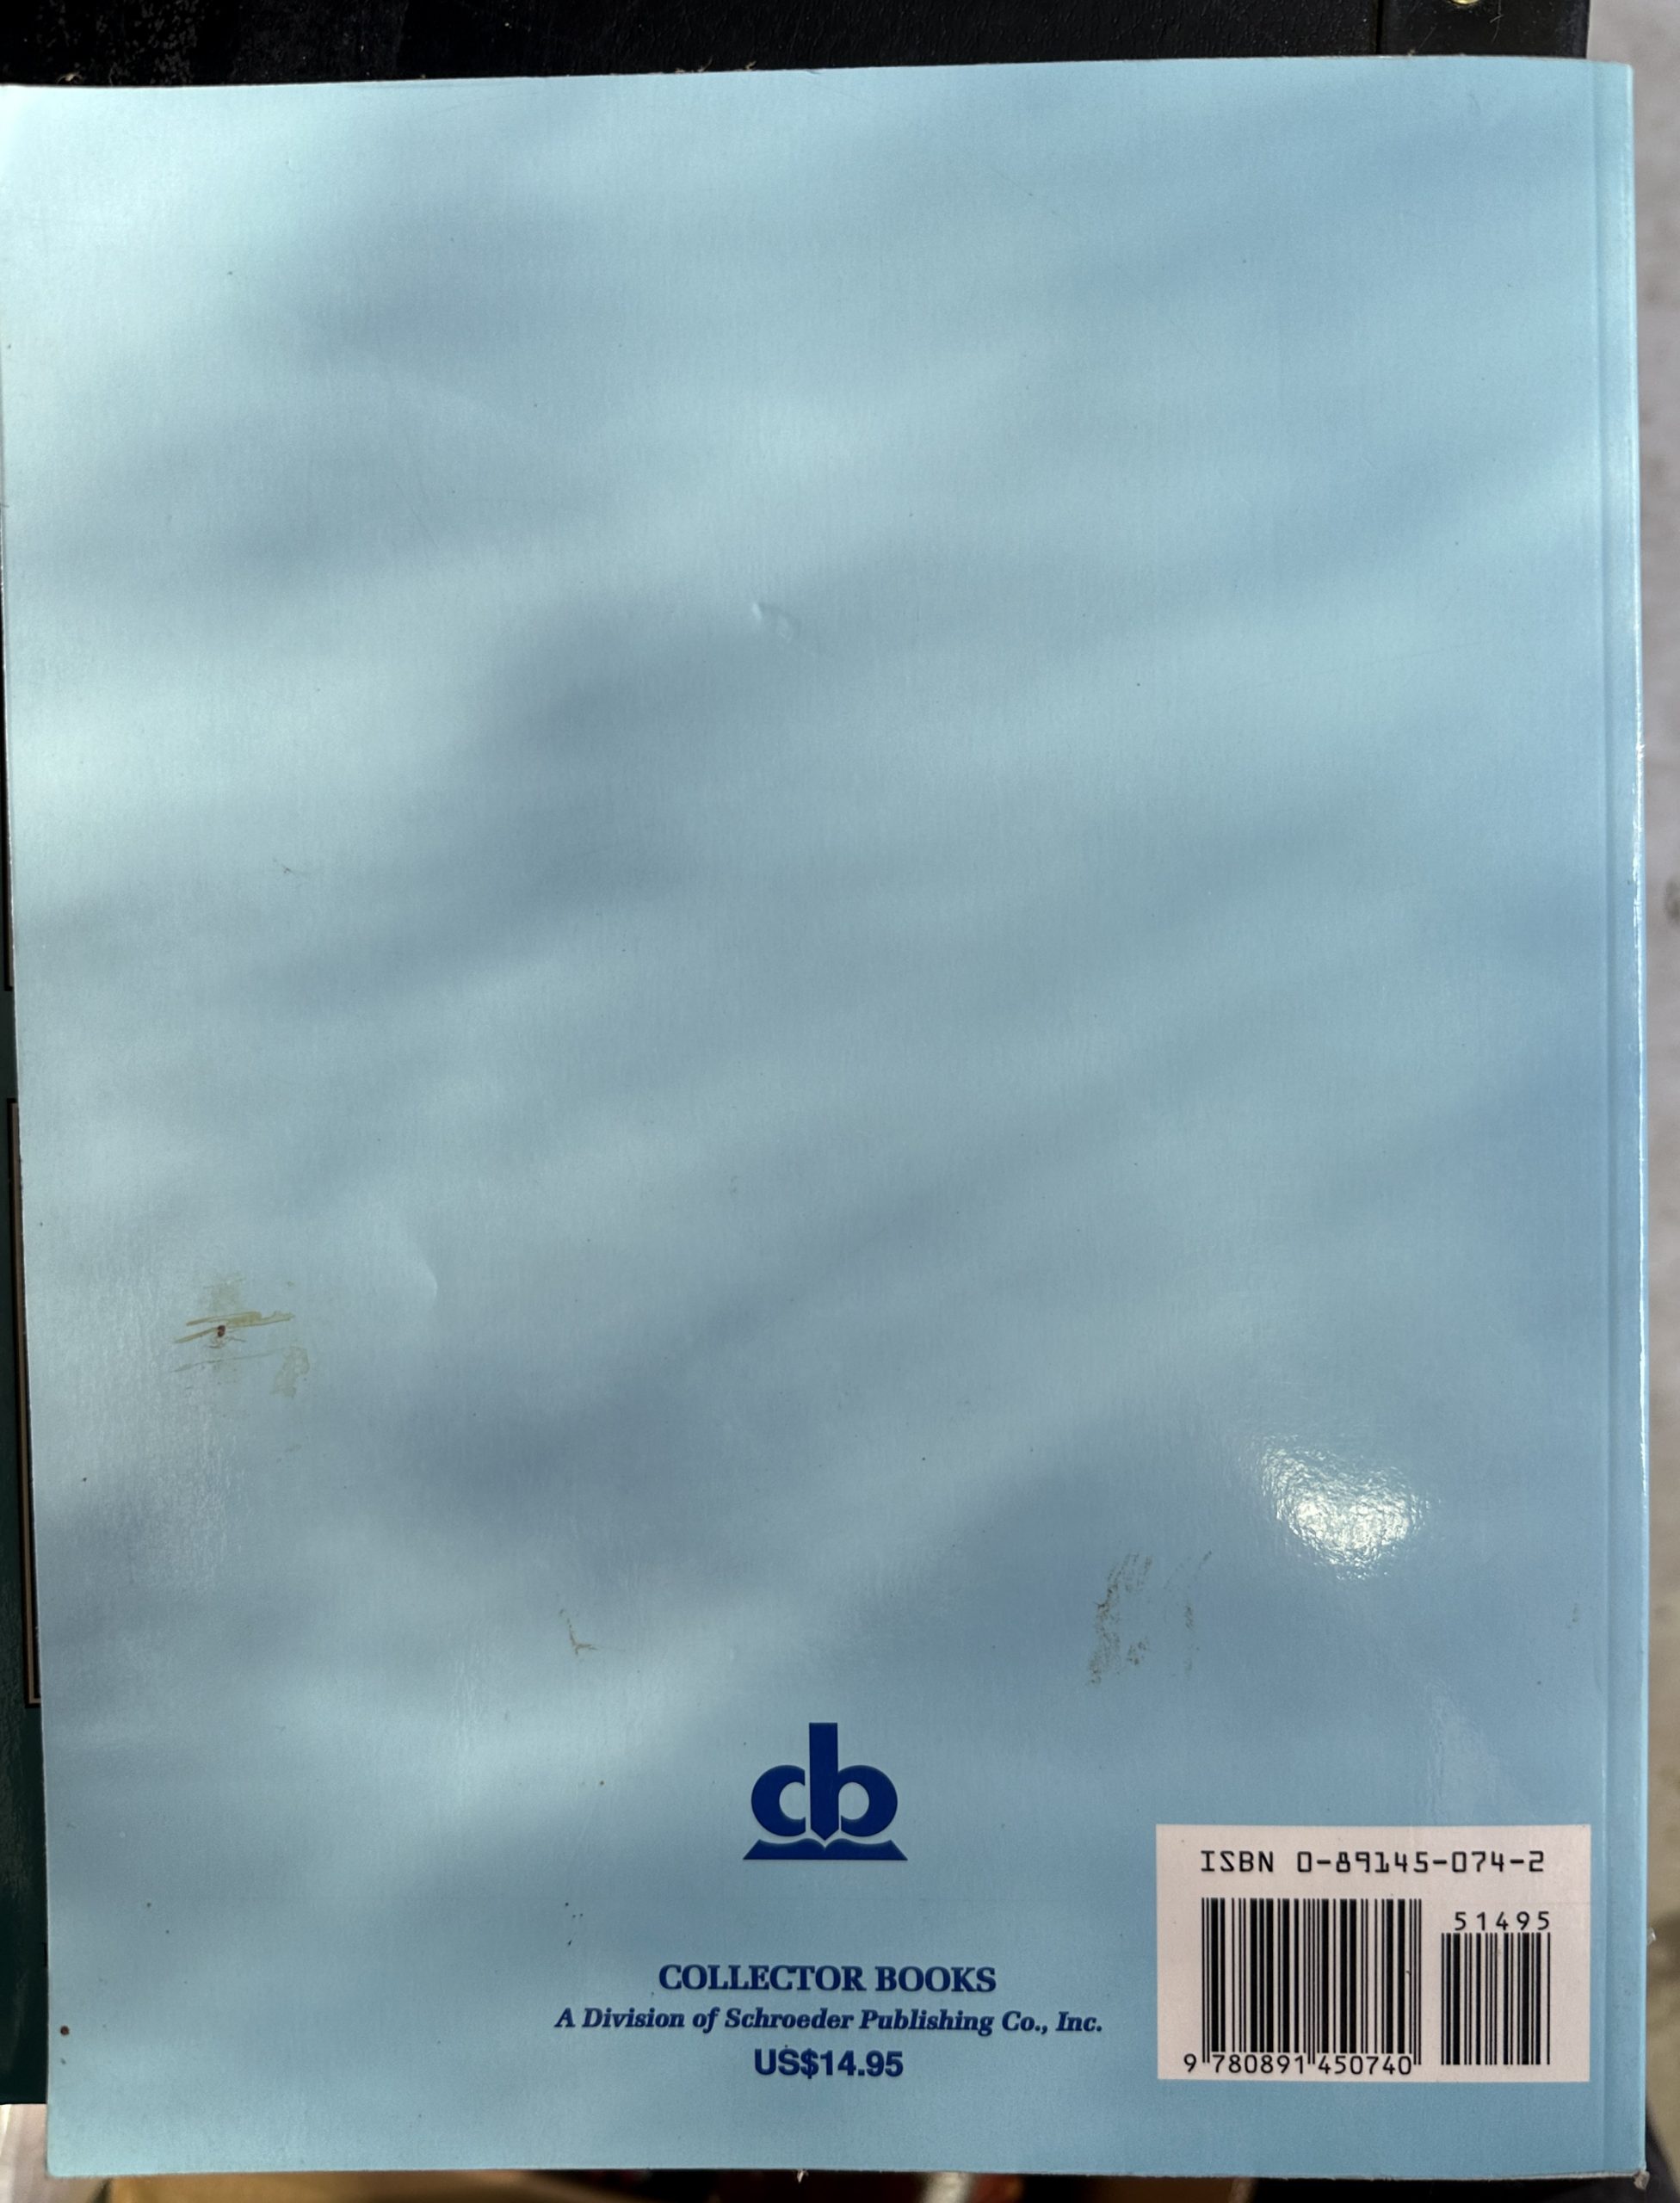 cb
COLLECTOR BOOKS
A Division of Schroeder Publishing Co., Inc.
US$14.95
ISBN 0-89145-074-2
51495
9 780891 450740